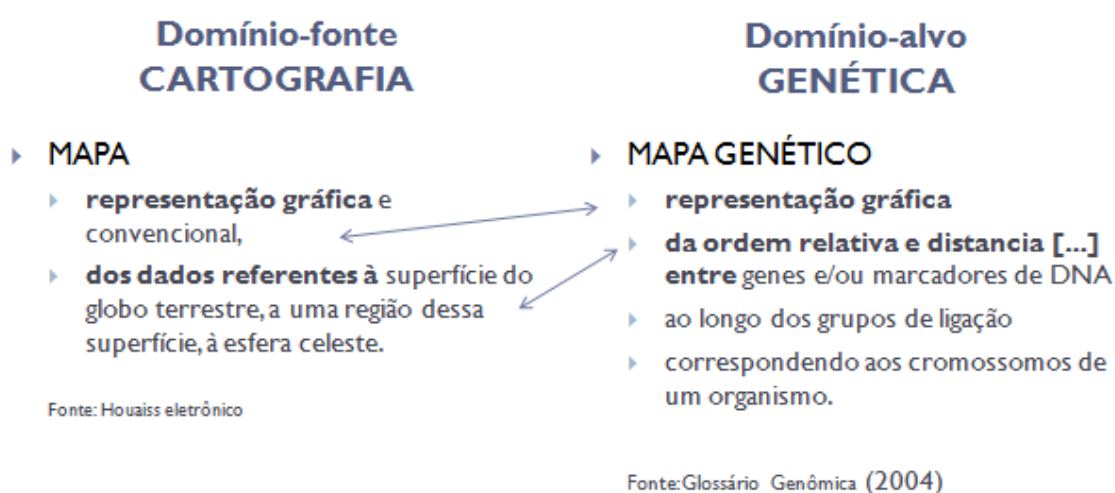 Domínio-fonte
CARTOGRAFIA
MAPA
representação gráfica e
convencional,
dos dados referentes à superfície do
globo terrestre, a uma região dessa
superfície, à esfera celeste.
Fonte: Houaiss eletrônico
Domínio-alvo
GENÉTICA
MAPA GENÉTICO
representação gráfica
da ordem relativa e distancia [...]
entre genes e/ou marcadores de DNA
ao longo dos grupos de ligação
correspondendo aos cromossomos de
um organismo.
Fonte:Glossário Genômica (2004)